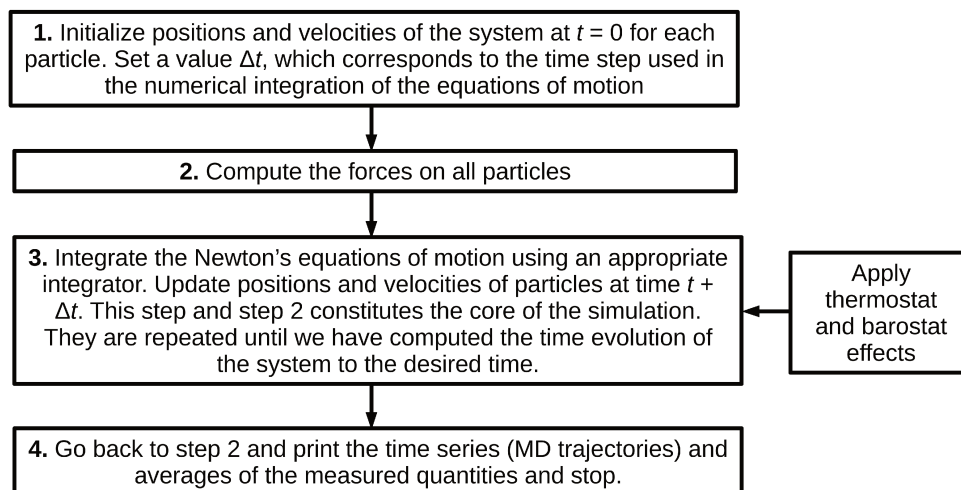 1. Initialize positions and velocities of the system at t = 0 for each
particle. Set a value Δt, which corresponds to the time step used in
the numerical integration of the equations of motion
2. Compute the forces on all particles
3. Integrate the Newton’s equations of motion using an appropriate
integrator. Update positions and velocities of particles at time t +
Δt. This step and step 2 constitutes the core of the simulation.
They are repeated until we have computed the time evolution of
the system to the desired time.
Apply
thermostat
and barostat
effects
4. Go back to step 2 and print the time series (MD trajectories) and
averages of the measured quantities and stop.